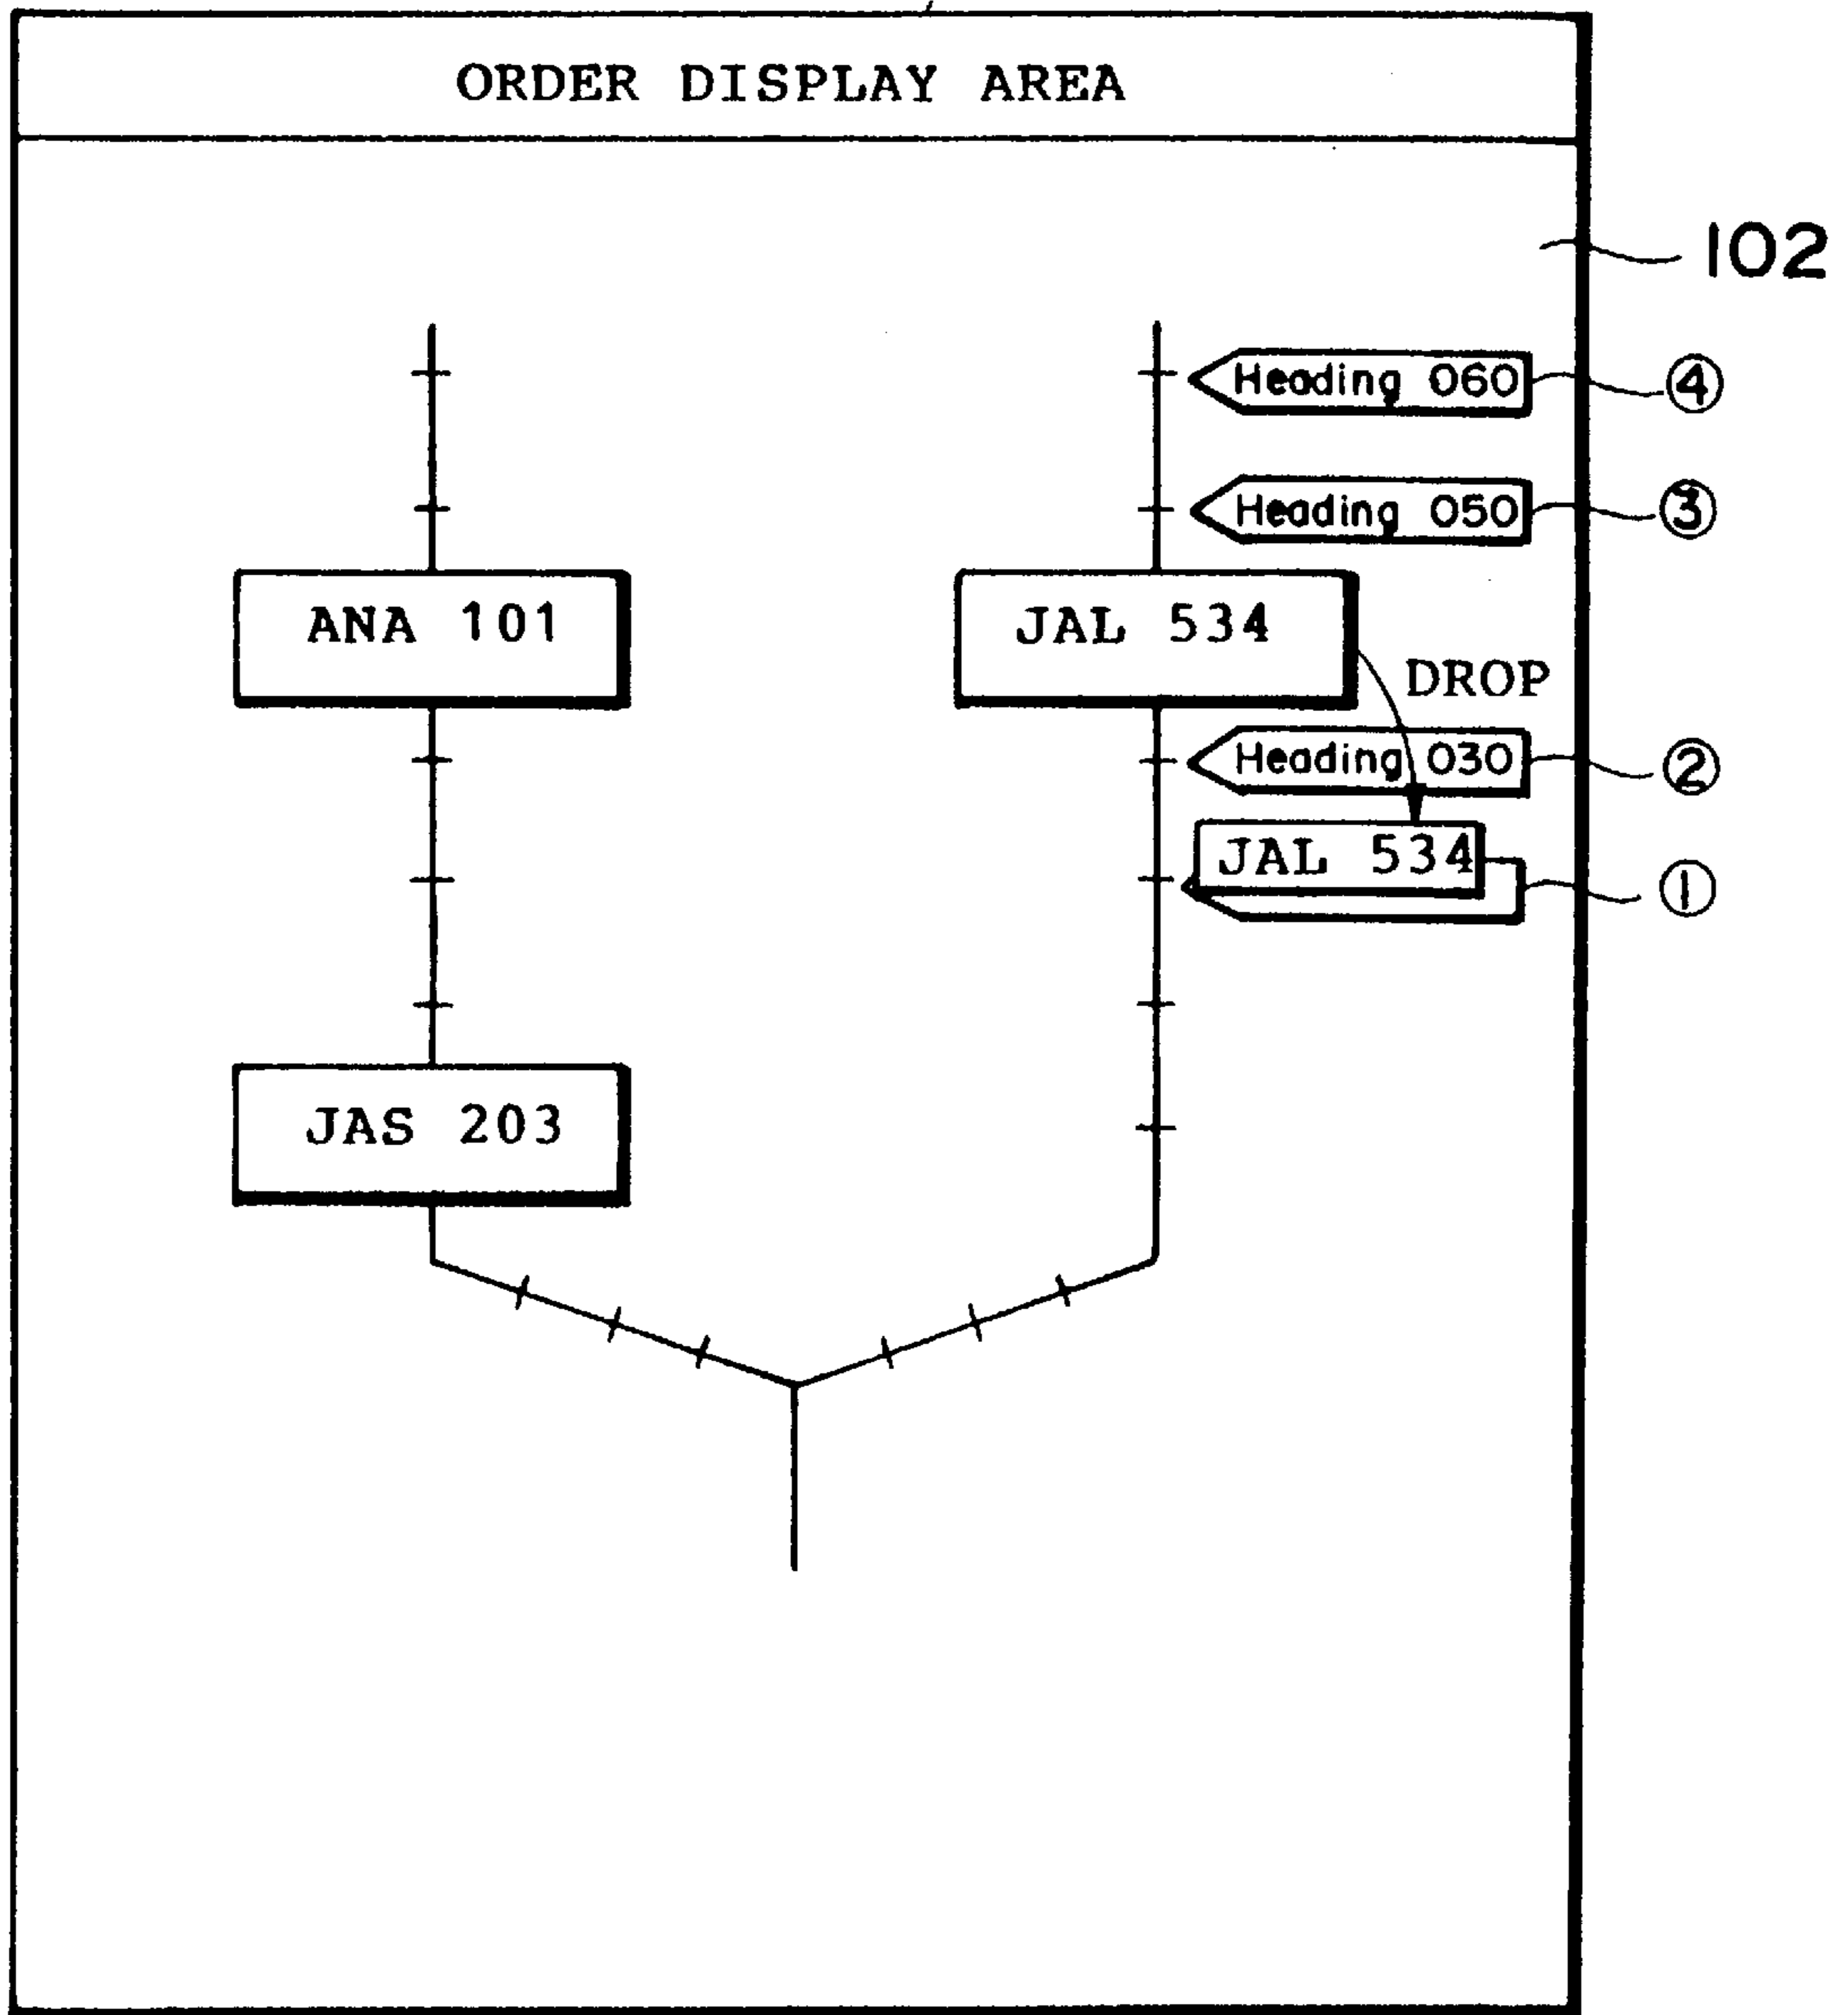 ORDER DISPLAY AREA
102
Heading 060 ④
Heading 050 ③
ANA 101
JAL 534
DROP
Heading 030 ②
JAL 534
①
JAS 203